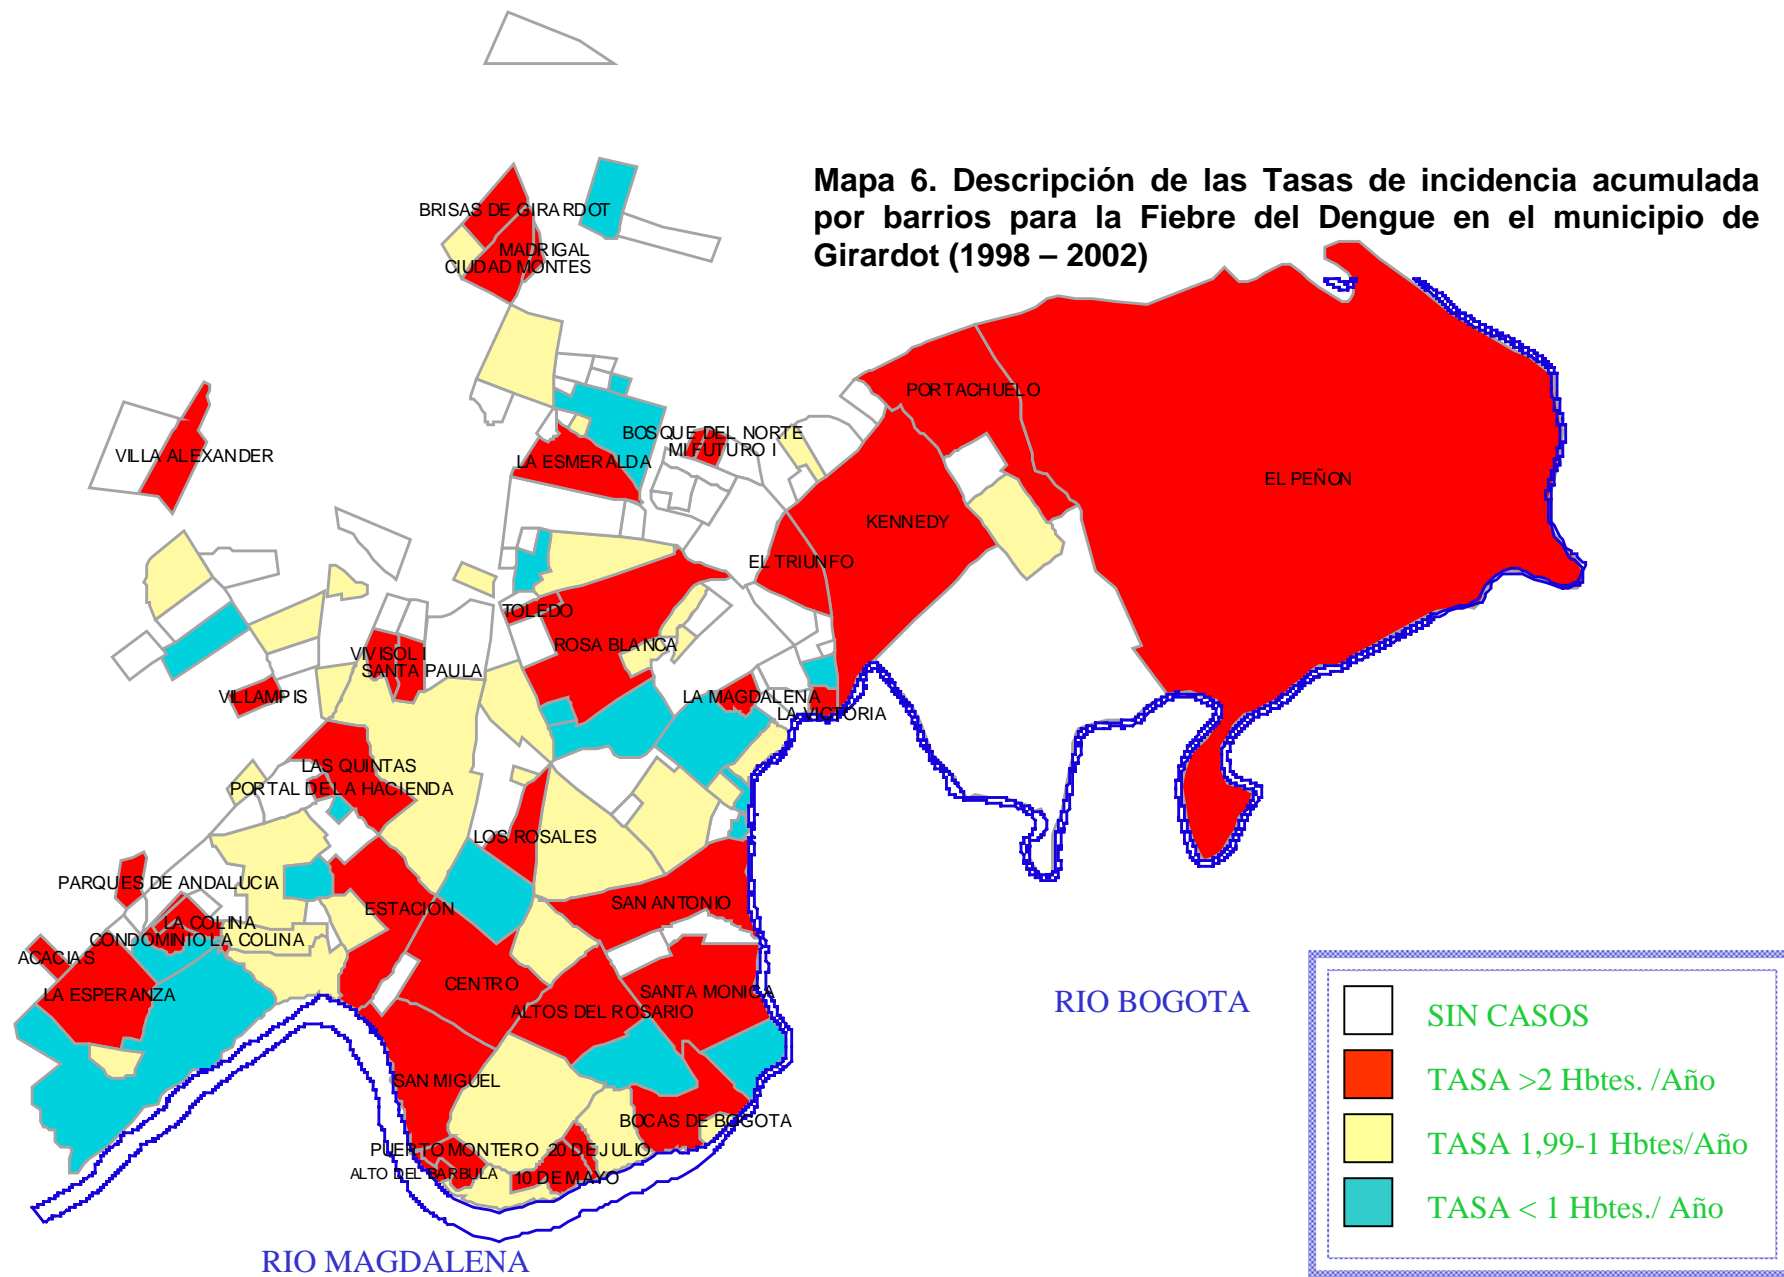 Mapa 6. Descripción de las Tasas de incidencia acumulada
por barrios para la Fiebre del Dengue en el municipio de
Girardot (1998 – 2002)
BRISAS DE GIRARDOT
MADRIGAL
CIUDAD MONTES
PORTACHUELO
BOSQUE DEL NORTE
MI FUTURO I
VILLA ALEXANDER
LA ESMERALDA
EL PEÑON
KENNEDY
EL TRIUNFO
TOLEDO
ROSA BLANCA
VIVISOL I
SANTA PAULA
VILLAMPIS
LA MAGDALENA
LA VICTORIA
LAS QUINTAS
PORTAL DE LA HACIENDA
LOS ROSALES
PARQUES DE ANDALUCIA
ESTACIÓN
SAN ANTONIO
LA COLINA
CONDOMINIO LA COLINA
ACACIAS
LA ESPERANZA
CENTRO
SANTA MONICA
ALTOS DEL ROSARIO
SAN MIGUEL
BOCAS DE BOGOTA
PUERTO MONTERO
20 DE JULIO
ALTO DEL BARBULA
10 DE MAYO
RIO BOGOTA
RIO MAGDALENA
SIN CASOS
TASA >2 Hbtes. /Año
TASA 1,99-1 Hbtes/Año
TASA < 1 Hbtes./ Año